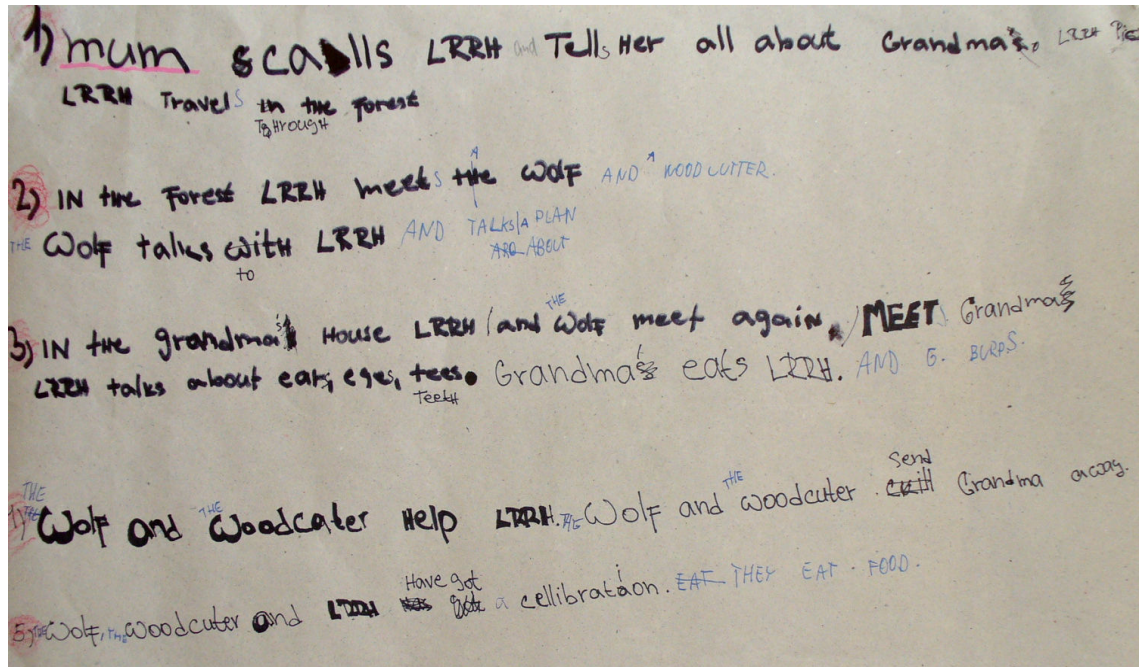 1) mum calls LRRH and Tells Her all about Grandma. LRRH
LRRH Travels in the Forest
THrougH
A
2) IN tHe Forest LRRH meets the Wolf AND A WOODCUTTER.
THE Wolf talks with LRRH AND TALKS/A PLAN
to ABOUT
THE
3) IN tHe grandma's House LRRH (and Wolf meet again.) MEET Grandma
LRRH talks about ears, eyes, tees. Grandma eats LRRH. AND G. BURPS.
TeetH
THE THE THE Send
Wolf and Woodcater Help LRRH. THE Wolf and woodcuter Grandma away.
Have got i
5) THE Wolf, THE Woodcuter and LRRH a cellibrataon. EAT THEY EAT . FOOD.